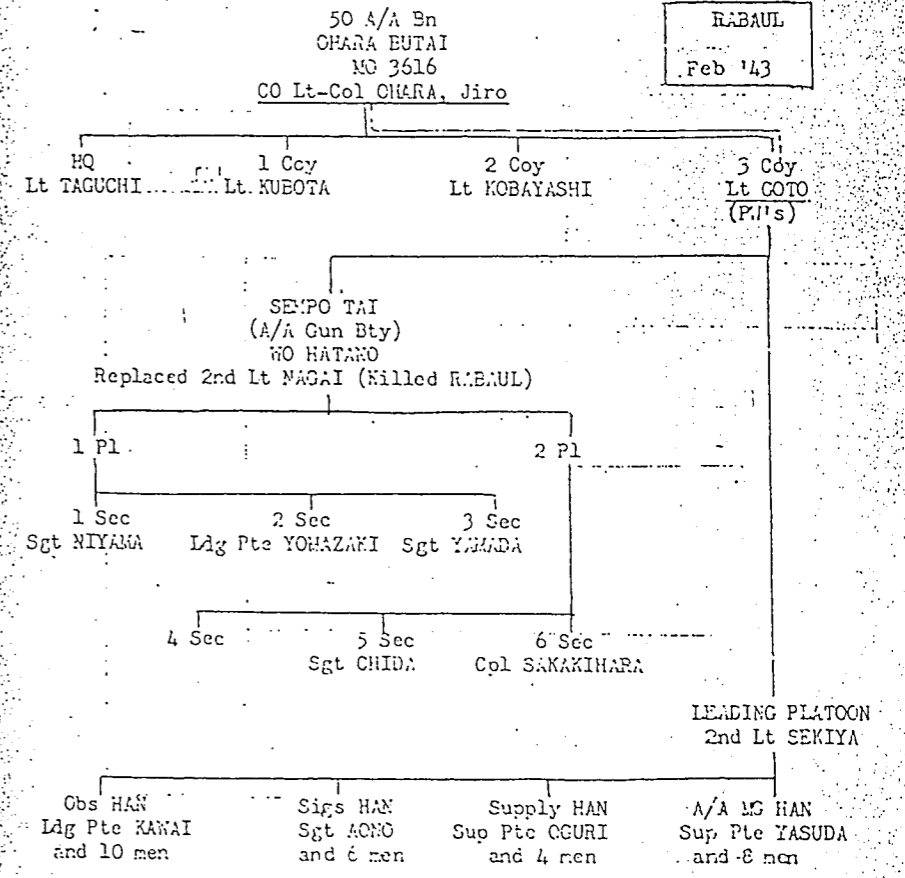 50 A/A Bn
OHARA BUTAI
NO 3616
CO Lt-Col OHARA, Jiro
RABAUL
Feb '43
HQ
Lt TAGUCHI
1 Coy
Lt KUBOTA
2 Coy
Lt KOBAYASHI
3 Coy
Lt GOTO
(PW's)
SEMPO TAI
(A/A Gun Bty)
WO HATANO
Replaced 2nd Lt NAGAI (Killed RABAUL)
1 Pl
2 Pl
1 Sec
Sgt NIYAMA
2 Sec
Ldg Pte YOMAZAKI
3 Sec
Sgt YAMADA
4 Sec
5 Sec
Sgt CHIDA
6 Sec
Cpl SAKAKIHARA
LEADING PLATOON
2nd Lt SEKIYA
Obs HAN
Ldg Pte KAWAI
and 10 men
Sigs HAN
Sgt AONO
and 6 men
Supply HAN
Sup Pte OGURI
and 4 men
A/A MG HAN
Sup Pte YASUDA
and 8 men